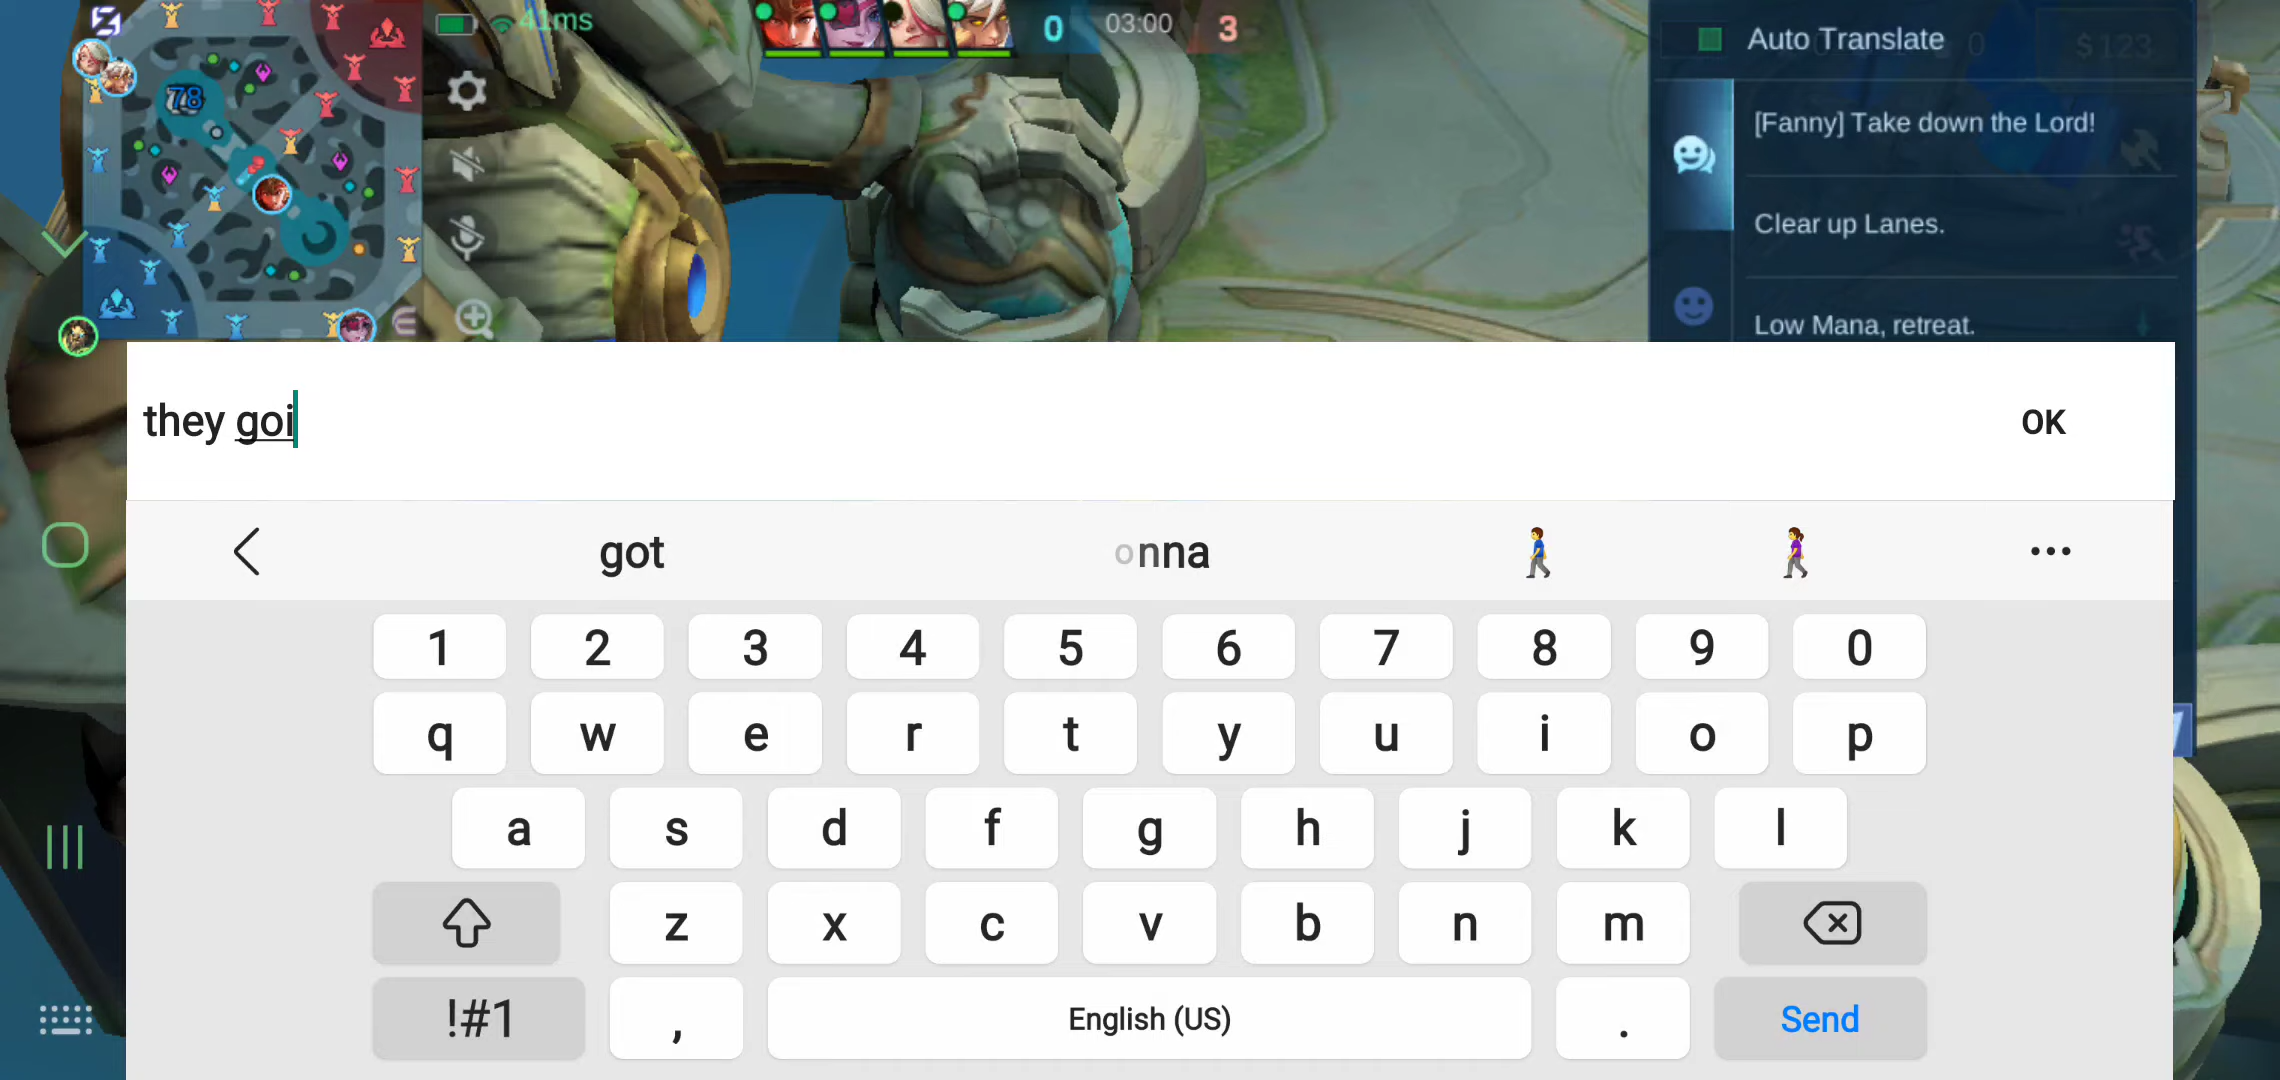 41ms
0 03:00 3
78
Auto Translate
0 $123
[Fanny] Take down the Lord!
Clear up Lanes.
Low Mana, retreat.
they goi
OK
got onna
1 2 3 4 5 6 7 8 9 0
q w e r t y u i o p
a s d f g h j k l
z x c v b n m
!#1 , English (US) . Send